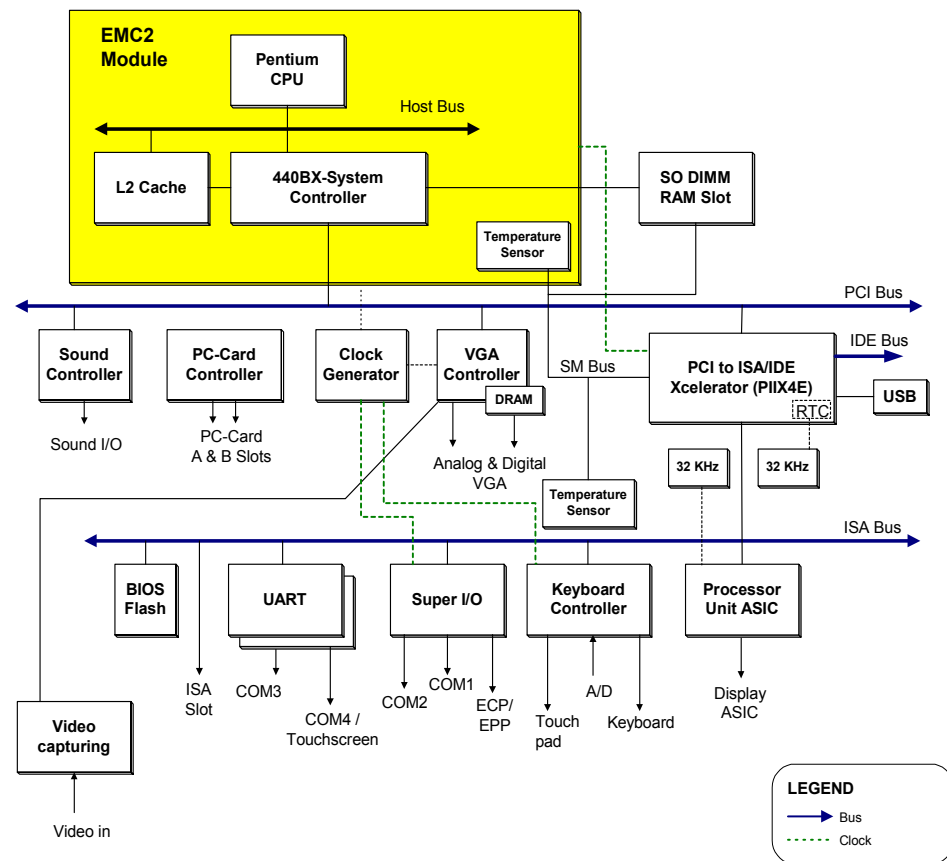 EMC2
Module
Pentium
CPU
Host Bus
L2 Cache
440BX-System
Controller
SO DIMM
RAM Slot
Temperature
Sensor
PCI Bus
Sound
Controller
PC-Card
Controller
Clock
Generator
VGA
Controller
DRAM
SM Bus
PCI to ISA/IDE
Xcelerator (PIIX4E)
RTC
IDE Bus
USB
Sound I/O
PC-Card
A & B Slots
Analog & Digital
VGA
32 KHz
32 KHz
Temperature
Sensor
ISA Bus
BIOS
Flash
UART
Super I/O
Keyboard
Controller
Processor
Unit ASIC
ISA
Slot
COM3
COM4 /
Touchscreen
COM2
COM1
ECP/
EPP
Touch
pad
A/D
Keyboard
Display
ASIC
Video
capturing
Video in
LEGEND
Bus
Clock